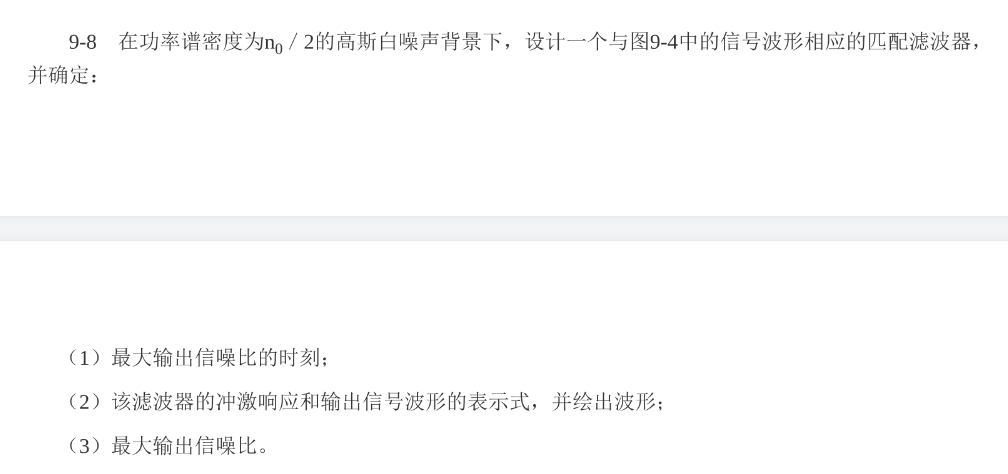 9-8 在功率谱密度为n₀／2的高斯白噪声背景下，设计一个与图9-4中的信号波形相应的匹配滤波器，
并确定：
（1）最大输出信噪比的时刻；
（2）该滤波器的冲激响应和输出信号波形的表示式，并绘出波形；
（3）最大输出信噪比。